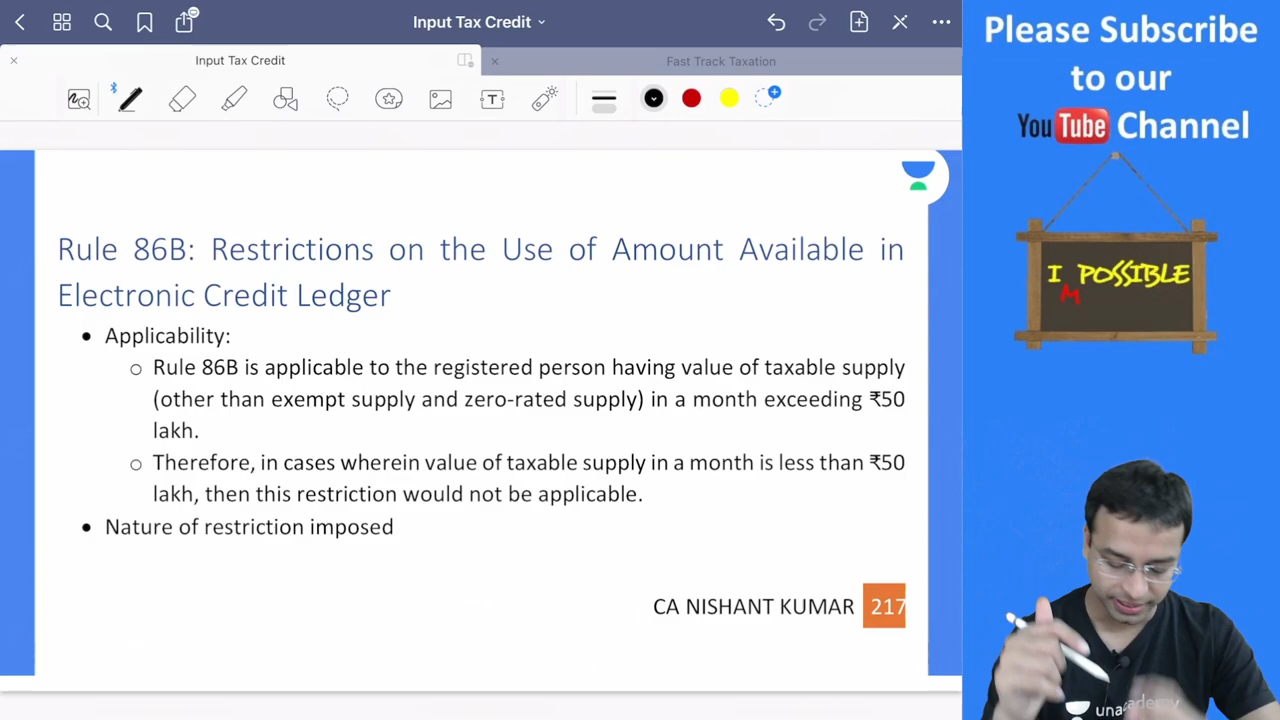 Input Tax Credit
Input Tax Credit
Fast Track Taxation
Rule 86B: Restrictions on the Use of Amount Available in
Electronic Credit Ledger
• Applicability:
o Rule 86B is applicable to the registered person having value of taxable supply
(other than exempt supply and zero-rated supply) in a month exceeding ₹50
lakh.
o Therefore, in cases wherein value of taxable supply in a month is less than ₹50
lakh, then this restriction would not be applicable.
• Nature of restriction imposed
CA NISHANT KUMAR 217
Please Subscribe
to our
YouTube Channel
I POSSIBLE
M